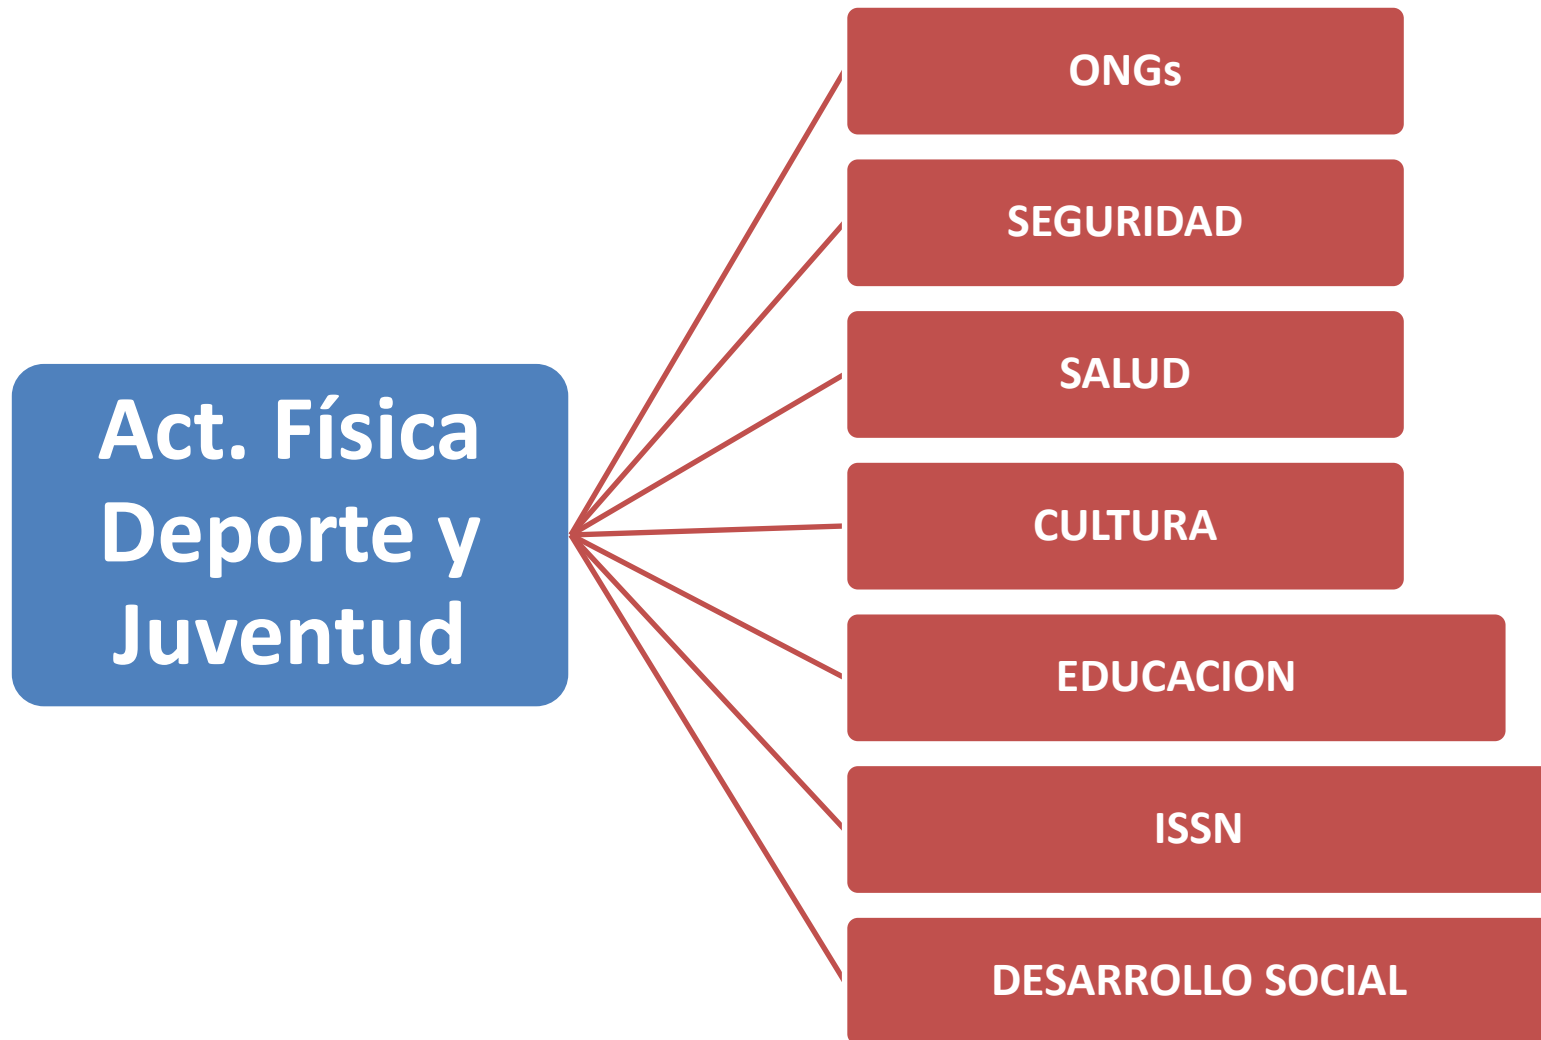 Act. Física
Deporte y
Juventud
ONGs
SEGURIDAD
SALUD
CULTURA
EDUCACION
ISSN
DESARROLLO SOCIAL